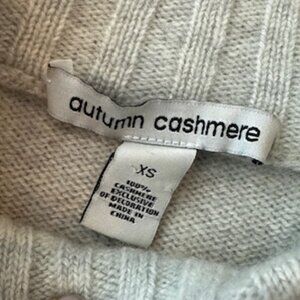 autumn cashmere
XS
100%
CASHMERE
EXCLUSIVE
OF DECORATION
MADE IN
CHINA